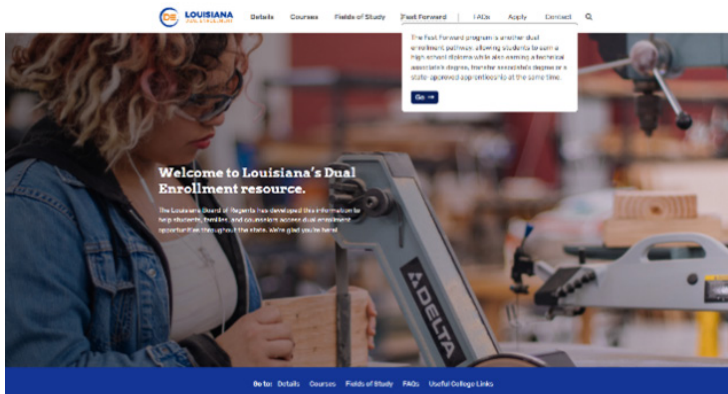 DE LOUISIANA
DUAL ENROLLMENT
Details Courses Fields of Study Fast Forward | FAQs Apply Contact
The Fast Forward program is another dual
enrollment pathway, allowing students to earn a
high school diploma while also earning a technical
associate's degree, transfer associate's degree or a
state-approved apprenticeship at the same time.
Go →
Welcome to Louisiana's Dual
Enrollment resource.
The Louisiana Board of Regents has developed this information to
help students, families, and counselors access dual enrollment
opportunities throughout the state. We're glad you're here!
DELTA
Go to: Details Courses Fields of Study FAQs Useful College Links